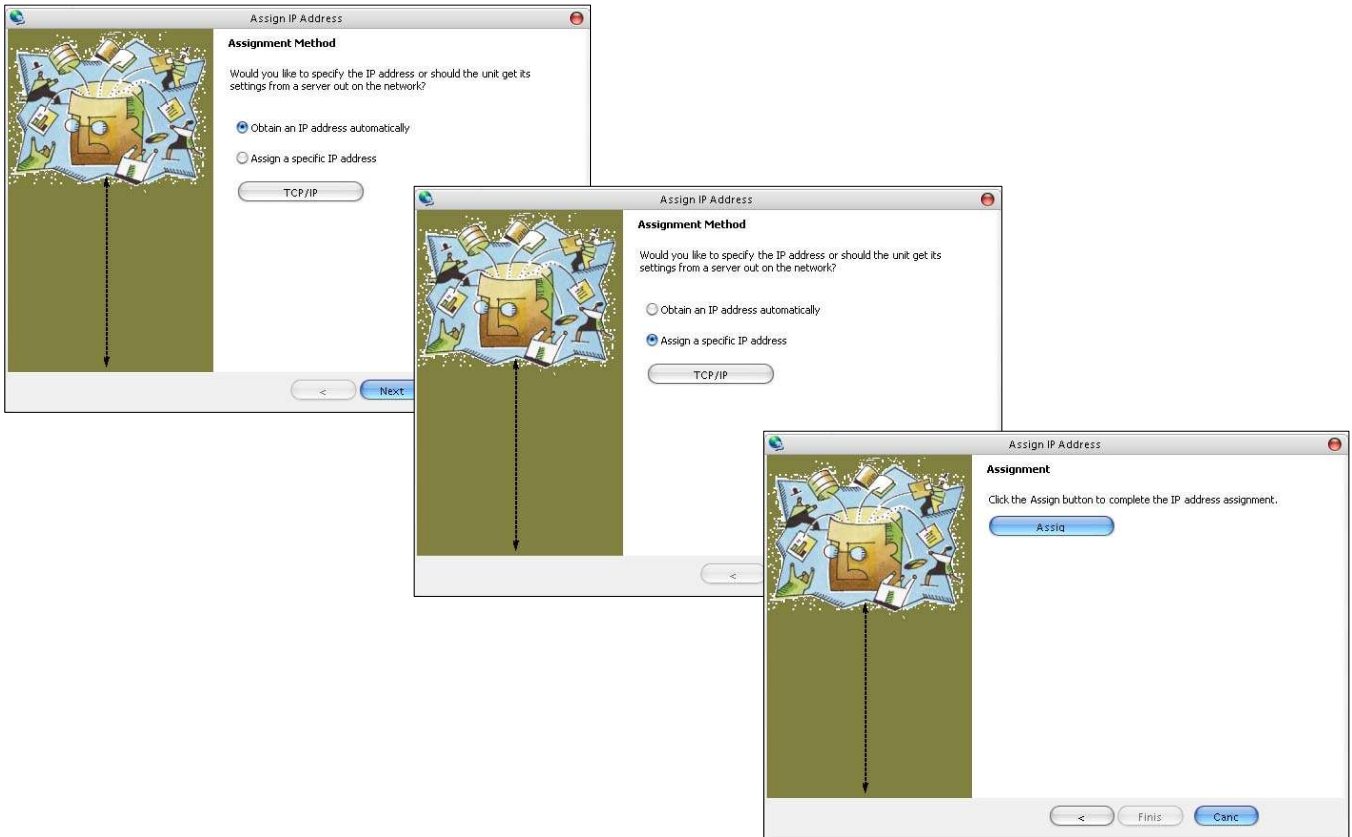 Assign IP Address
Assignment Method
Would you like to specify the IP address or should the unit get its
settings from a server out on the network?
Obtain an IP address automatically
Assign a specific IP address
TCP/IP
<
Next
Assign IP Address
Assignment Method
Would you like to specify the IP address or should the unit get its
settings from a server out on the network?
Obtain an IP address automatically
Assign a specific IP address
TCP/IP
<
Assign IP Address
Assignment
Click the Assign button to complete the IP address assignment.
Assig
<
Finis
Canc